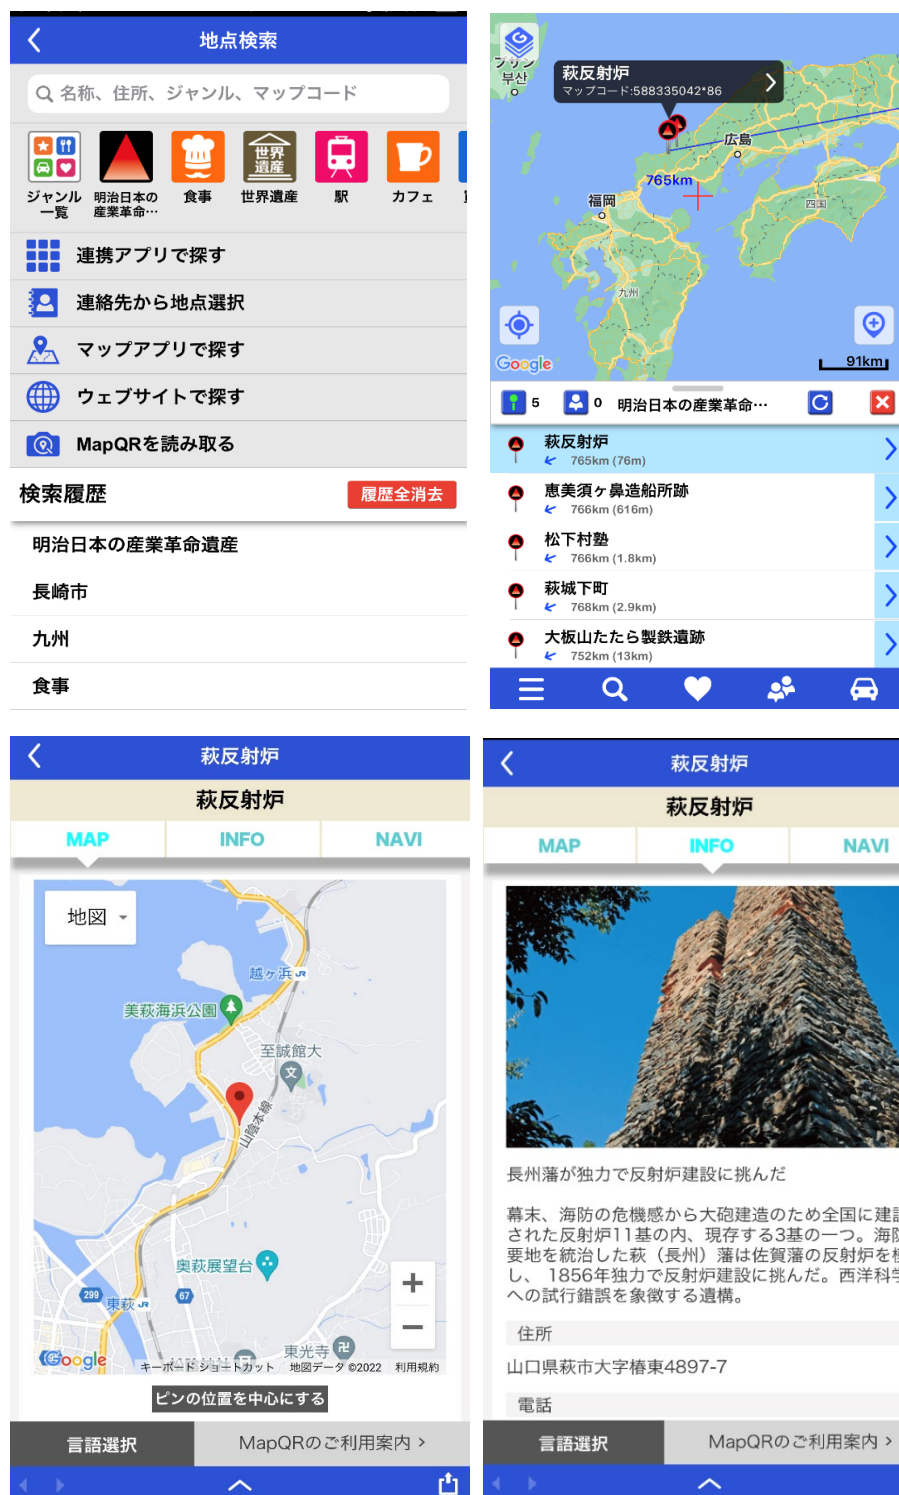 地点検索
名称、住所、ジャンル、マップコード
ジャンル
一覧
明治日本の
産業革命…
食事
世界
遺産
世界遺産
駅
カフェ
連携アプリで探す
連絡先から地点選択
マップアプリで探す
ウェブサイトで探す
MapQRを読み取る
検索履歴
履歴全消去
明治日本の産業革命遺産
長崎市
九州
食事
プサン
부산
萩反射炉
マップコード:588335042*86
広島
765km
福岡
四国
九州
Google
91km
5
0
明治日本の産業革命…
萩反射炉
765km (76m)
恵美須ヶ鼻造船所跡
766km (616m)
松下村塾
766km (1.8km)
萩城下町
768km (2.9km)
大板山たたら製鉄遺跡
752km (13km)
萩反射炉
萩反射炉
MAP INFO NAVI
地図
越ヶ浜 JR
美萩海浜公園
至誠館大
文
山陰本線
奥萩展望台
299
東萩 JR
67
東光寺
Google
キーボード ショートカット 地図データ ©2022 利用規約
ピンの位置を中心にする
言語選択 MapQRのご利用案内 >
萩反射炉
萩反射炉
MAP INFO NAVI
長州藩が独力で反射炉建設に挑んだ
幕末、海防の危機感から大砲建造のため全国に建設
された反射炉11基の内、現存する3基の一つ。海防
要地を統治した萩（長州）藩は佐賀藩の反射炉を模
し、 1856年独力で反射炉建設に挑んだ。西洋科学
への試行錯誤を象徴する遺構。
住所
山口県萩市大字椿東4897-7
電話
言語選択 MapQRのご利用案内 >